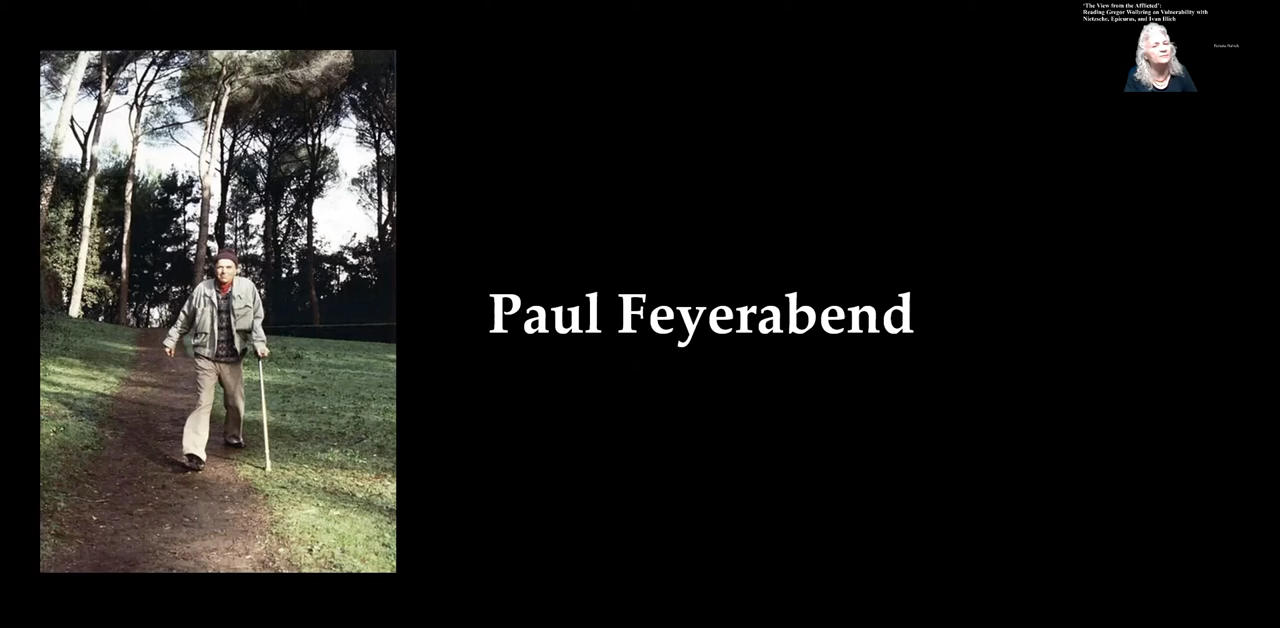 'The View from the Afflicted':
Reading Gregor Wolbring on Vulnerability with
Nietzsche, Epicurus, and Ivan Illich
Paul Feyerabend